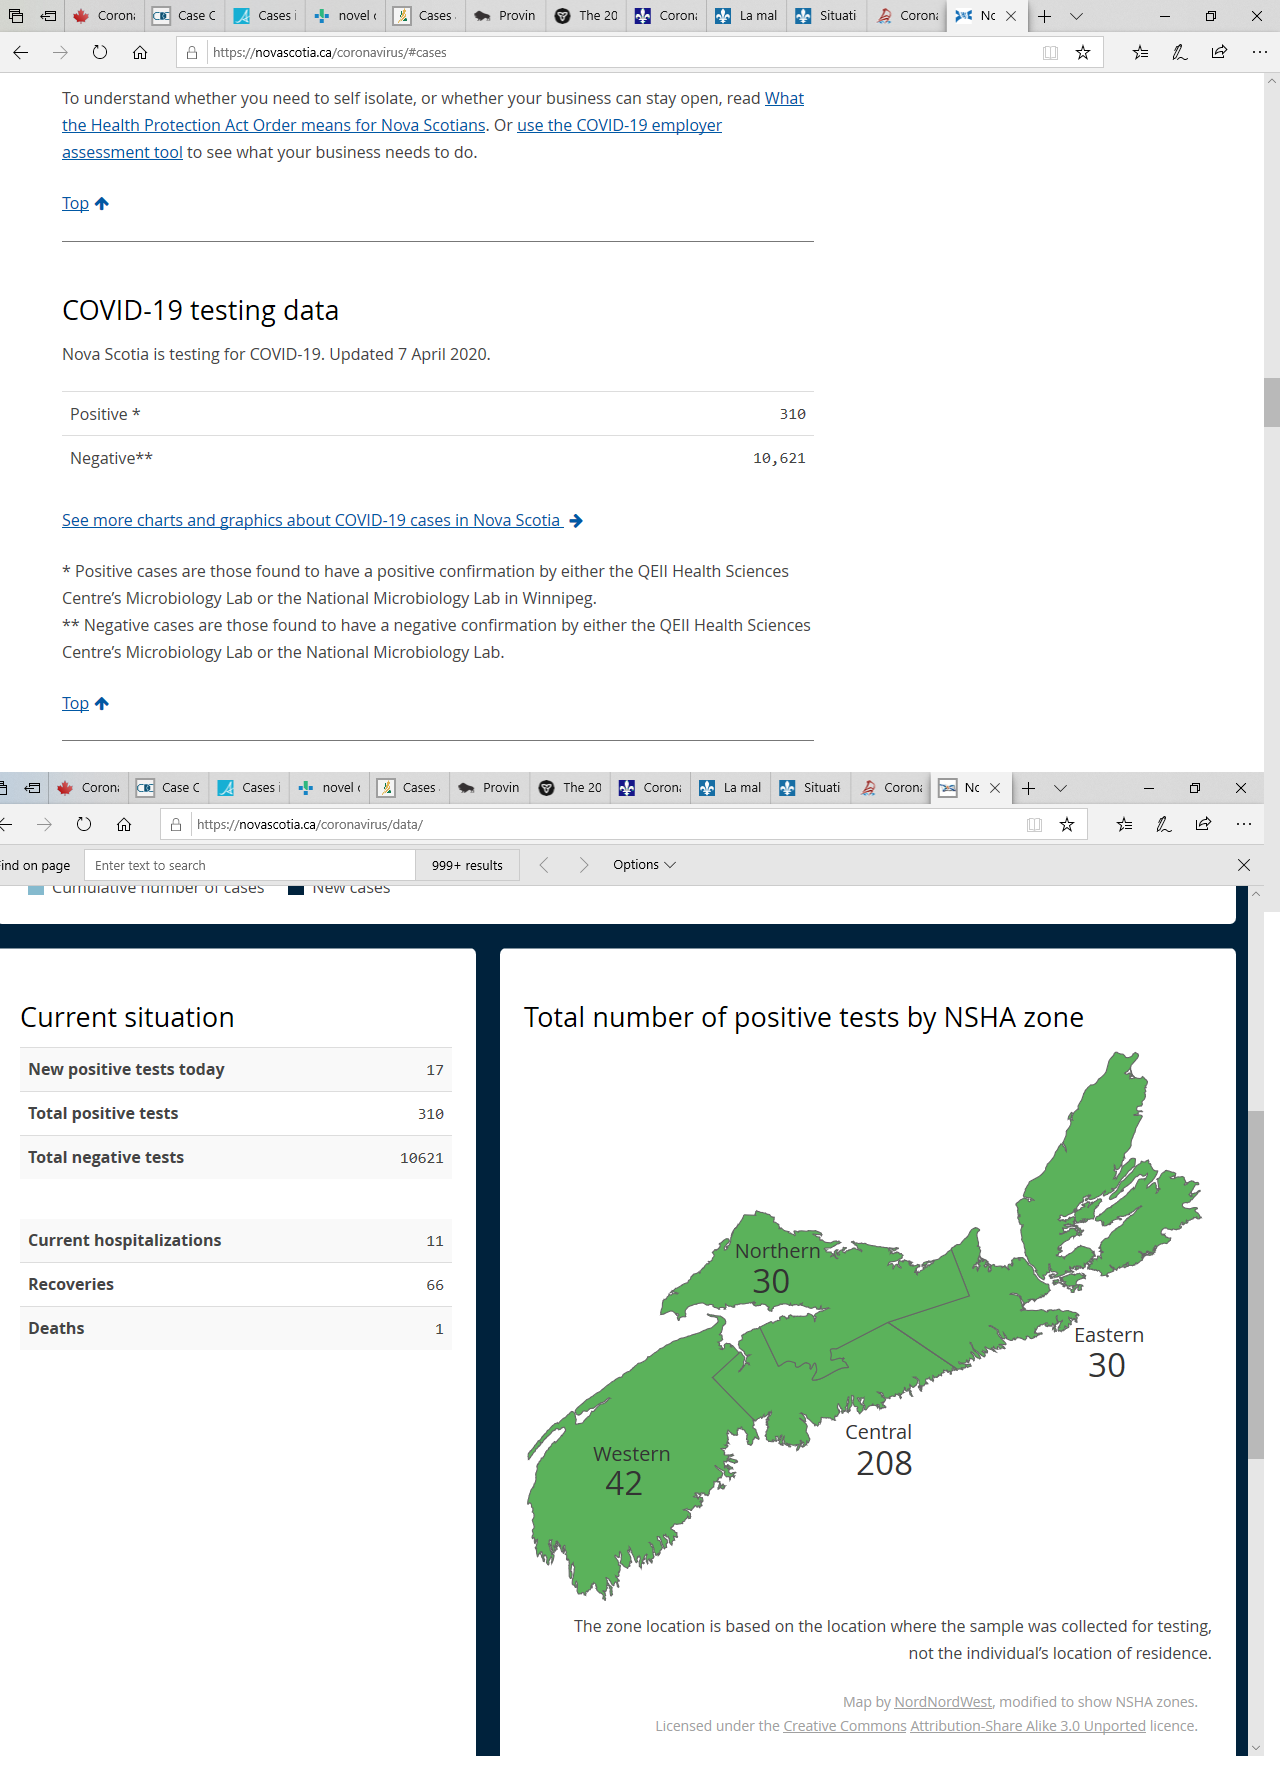 Coron
Case C
Cases i
novel c
Cases
Provin
The 20
Coron
La mal
Situati
Coron
Nc
https://novascotia.ca/coronavirus/#cases
To understand whether you need to self isolate, or whether your business can stay open, read What
the Health Protection Act Order means for Nova Scotians. Or use the COVID-19 employer
assessment tool to see what your business needs to do.
Top
COVID-19 testing data
Nova Scotia is testing for COVID-19. Updated 7 April 2020.
Positive * 310
Negative** 10,621
See more charts and graphics about COVID-19 cases in Nova Scotia
* Positive cases are those found to have a positive confirmation by either the QEII Health Sciences
Centre's Microbiology Lab or the National Microbiology Lab in Winnipeg.
** Negative cases are those found to have a negative confirmation by either the QEII Health Sciences
Centre's Microbiology Lab or the National Microbiology Lab.
Top
Coron
Case C
Cases i
novel c
Cases
Provin
The 20
Coron
La mal
Situati
Coron
Nc
https://novascotia.ca/coronavirus/data/
ind on page
Enter text to search
999+ results
Options
Cumulative number of cases
New cases
Current situation
New positive tests today 17
Total positive tests 310
Total negative tests 10621
Current hospitalizations 11
Recoveries 66
Deaths 1
Total number of positive tests by NSHA zone
Northern
30
Eastern
30
Central
208
Western
42
The zone location is based on the location where the sample was collected for testing,
not the individual's location of residence.
Map by NordNordWest, modified to show NSHA zones.
Licensed under the Creative Commons Attribution-Share Alike 3.0 Unported licence.